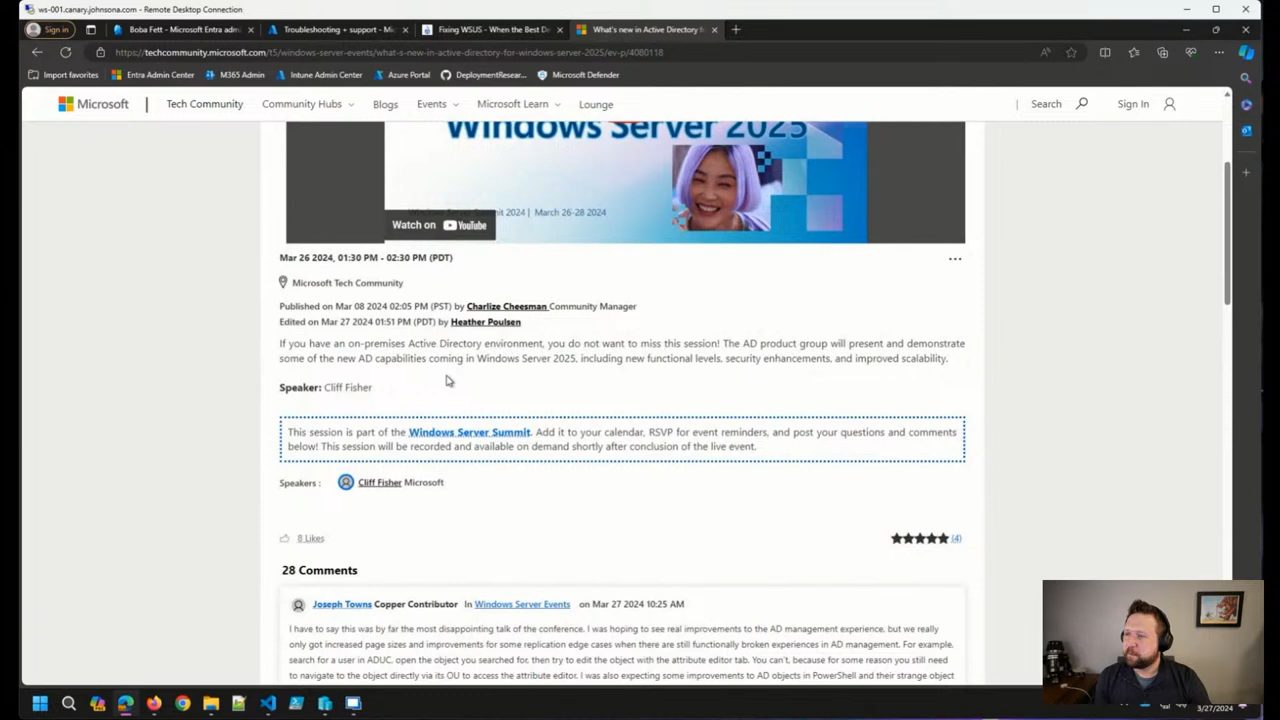 ws-001.canary.johnsona.com - Remote Desktop Connection
Sign in
Boba Fett - Microsoft Entra adm
Troubleshooting + support - Mi
Fixing WSUS - When the Best D
What's new in Active Directory f
https://techcommunity.microsoft.com/t5/windows-server-events/what-s-new-in-active-directory-for-windows-server-2025/ev-p/4080118
Import favorites
Entra Admin Center
M365 Admin
Intune Admin Center
Azure Portal
DeploymentResear...
Microsoft Defender
Microsoft
Tech Community
Community Hubs
Blogs
Events
Microsoft Learn
Lounge
Search
Sign In
Windows Server 2025
Windows Server Summit 2024 | March 26-28 2024
Watch on YouTube
Mar 26 2024, 01:30 PM - 02:30 PM (PDT)
Microsoft Tech Community
Published on Mar 08 2024 02:05 PM (PST) by Charlize Cheesman Community Manager
Edited on Mar 27 2024 01:51 PM (PDT) by Heather Poulsen
If you have an on-premises Active Directory environment, you do not want to miss this session! The AD product group will present and demonstrate
some of the new AD capabilities coming in Windows Server 2025, including new functional levels, security enhancements, and improved scalability.
Speaker: Cliff Fisher
This session is part of the Windows Server Summit. Add it to your calendar, RSVP for event reminders, and post your questions and comments
below! This session will be recorded and available on demand shortly after conclusion of the live event.
Speakers : Cliff Fisher Microsoft
8 Likes
(4)
28 Comments
Joseph Towns Copper Contributor In Windows Server Events on Mar 27 2024 10:25 AM
I have to say this was by far the most disappointing talk of the conference. I was hoping to see real improvements to the AD management experience, but we really
only got increased page sizes and improvements for some replication edge cases when there are still functionally broken experiences in AD management. For example,
search for a user in ADUC, open the object you searched for, then try to edit the object with the attribute editor tab. You can't, because for some reason you still need
to navigate to the object directly via its OU to access the attribute editor. I was also expecting some improvements to AD objects in PowerShell and their strange object
3/27/2024